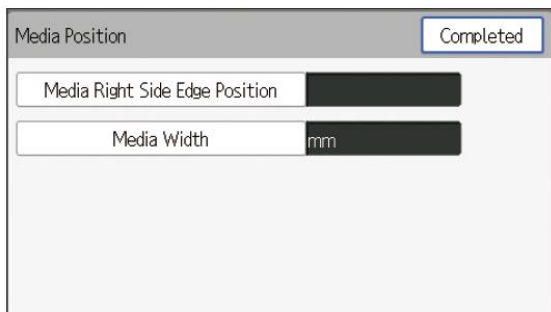 Media Position
Completed
Media Right Side Edge Position
Media Width
mm